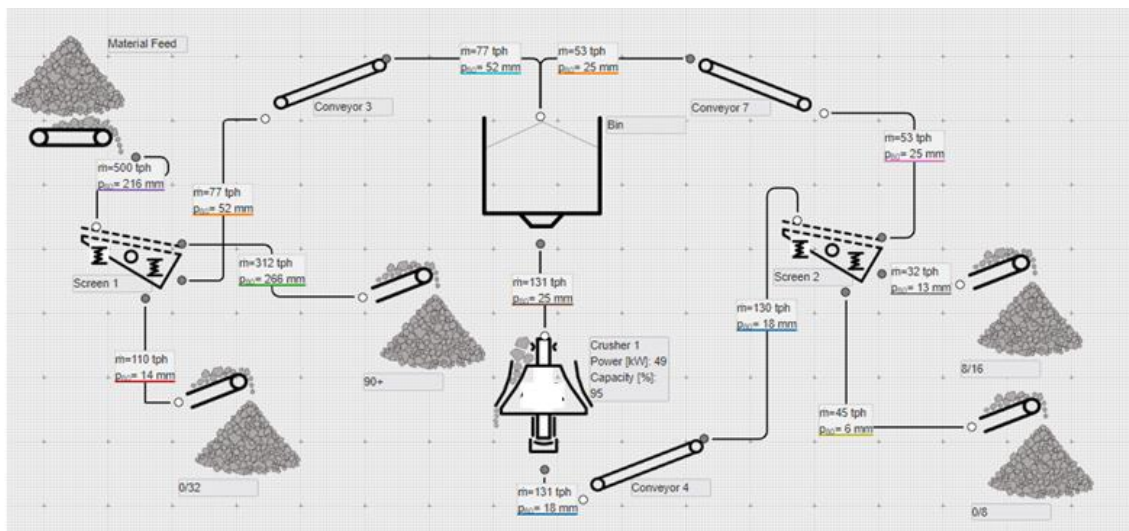 Material Feed
ṁ=77 tph
p₈₀= 52 mm
ṁ=53 tph
p₈₀= 25 mm
Conveyor 3
Bin
Conveyor 7
ṁ=500 tph
p₈₀= 216 mm
ṁ=77 tph
p₈₀= 52 mm
ṁ=53 tph
p₈₀= 25 mm
Screen 1
ṁ=312 tph
p₈₀= 266 mm
ṁ=131 tph
p₈₀= 25 mm
Screen 2
ṁ=32 tph
p₈₀= 13 mm
ṁ=130 tph
p₈₀= 18 mm
ṁ=110 tph
p₈₀= 14 mm
90+
Crusher 1
Power [kW]: 49
Capacity [%]:
95
8/16
ṁ=45 tph
p₈₀= 6 mm
0/32
ṁ=131 tph
p₈₀= 18 mm
Conveyor 4
0/8